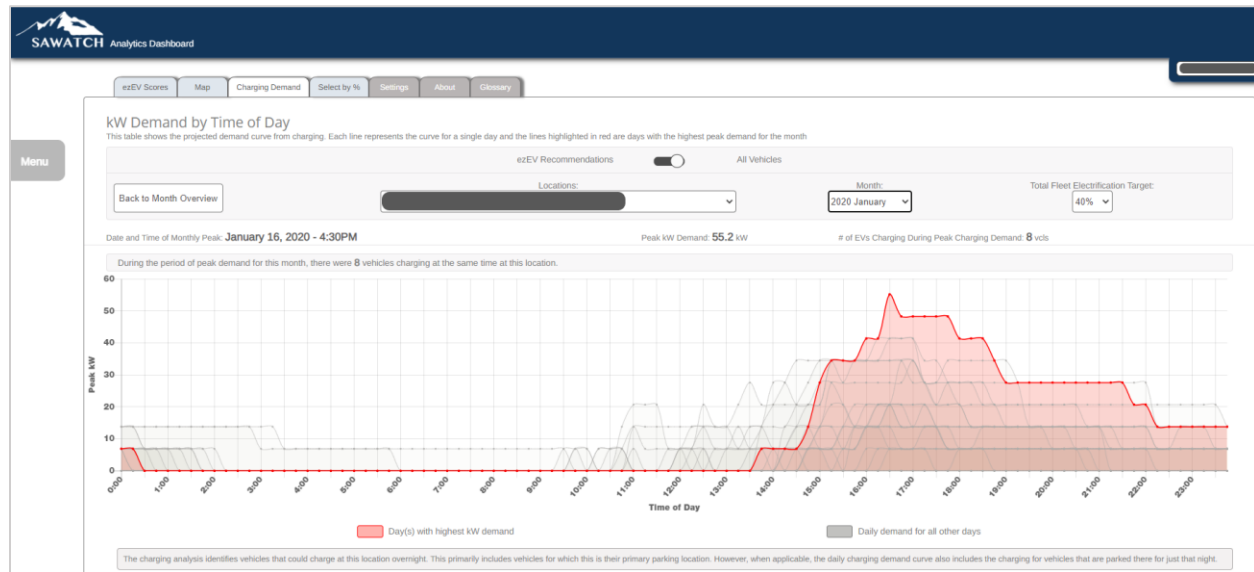 SAWATCH Analytics Dashboard
ezEV Scores Map Charging Demand Select by % Settings About Glossary
Menu
kW Demand by Time of Day
This table shows the projected demand curve from charging. Each line represents the curve for a single day and the lines highlighted in red are days with the highest peak demand for the month
ezEV Recommendations All Vehicles
Back to Month Overview
Locations:
Month:
2020 January
Total Fleet Electrification Target:
40%
Date and Time of Monthly Peak: January 16, 2020 - 4:30PM
Peak kW Demand: 55.2 kW
# of EVs Charging During Peak Charging Demand: 8 vcls
During the period of peak demand for this month, there were 8 vehicles charging at the same time at this location.
60
50
40
30
20
10
0
Peak kW
0:00 1:00 2:00 3:00 4:00 5:00 6:00 7:00 8:00 9:00 10:00 11:00 12:00 13:00 14:00 15:00 16:00 17:00 18:00 19:00 20:00 21:00 22:00 23:00
Time of Day
Day(s) with highest kW demand
Daily demand for all other days
The charging analysis identifies vehicles that could charge at this location overnight. This primarily includes vehicles for which this is their primary parking location. However, when applicable, the daily charging demand curve also includes the charging for vehicles that are parked there for just that night.